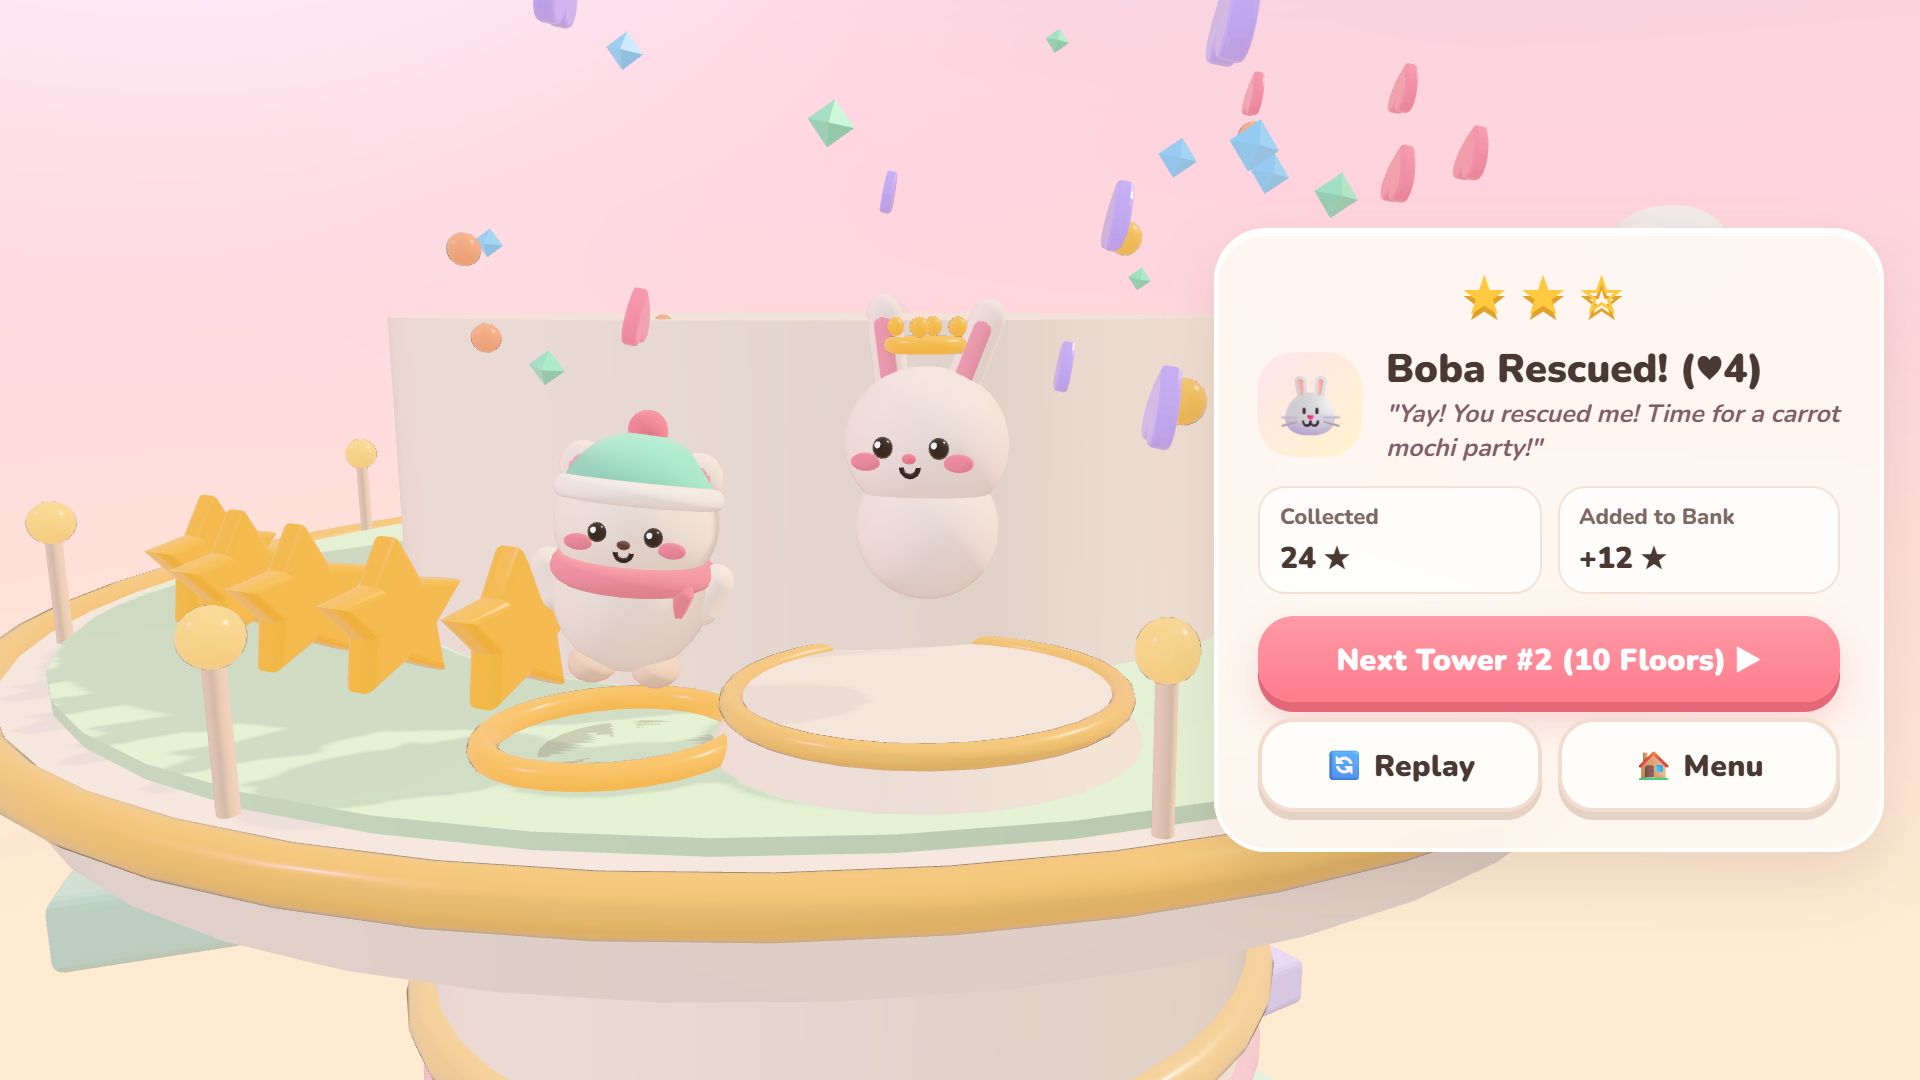 ★ ★ ☆
Boba Rescued! (♥4)
"Yay! You rescued me! Time for a carrot
mochi party!"
Collected
24 ★
Added to Bank
+12 ★
Next Tower #2 (10 Floors) ▶
🔄 Replay
🏠 Menu